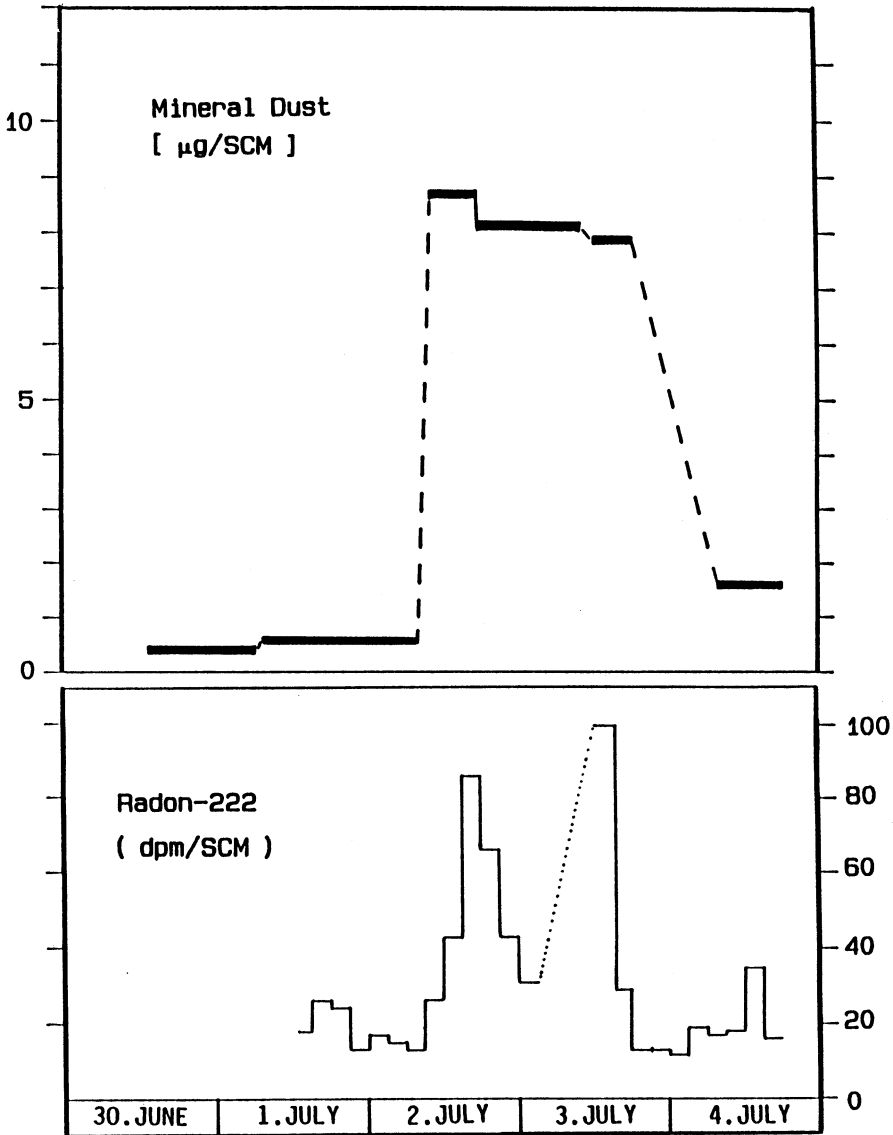 Mineral Dust
[ µg/SCM ]
10
5
0
Radon-222
( dpm/SCM )
100
80
60
40
20
0
30.JUNE 1.JULY 2.JULY 3.JULY 4.JULY